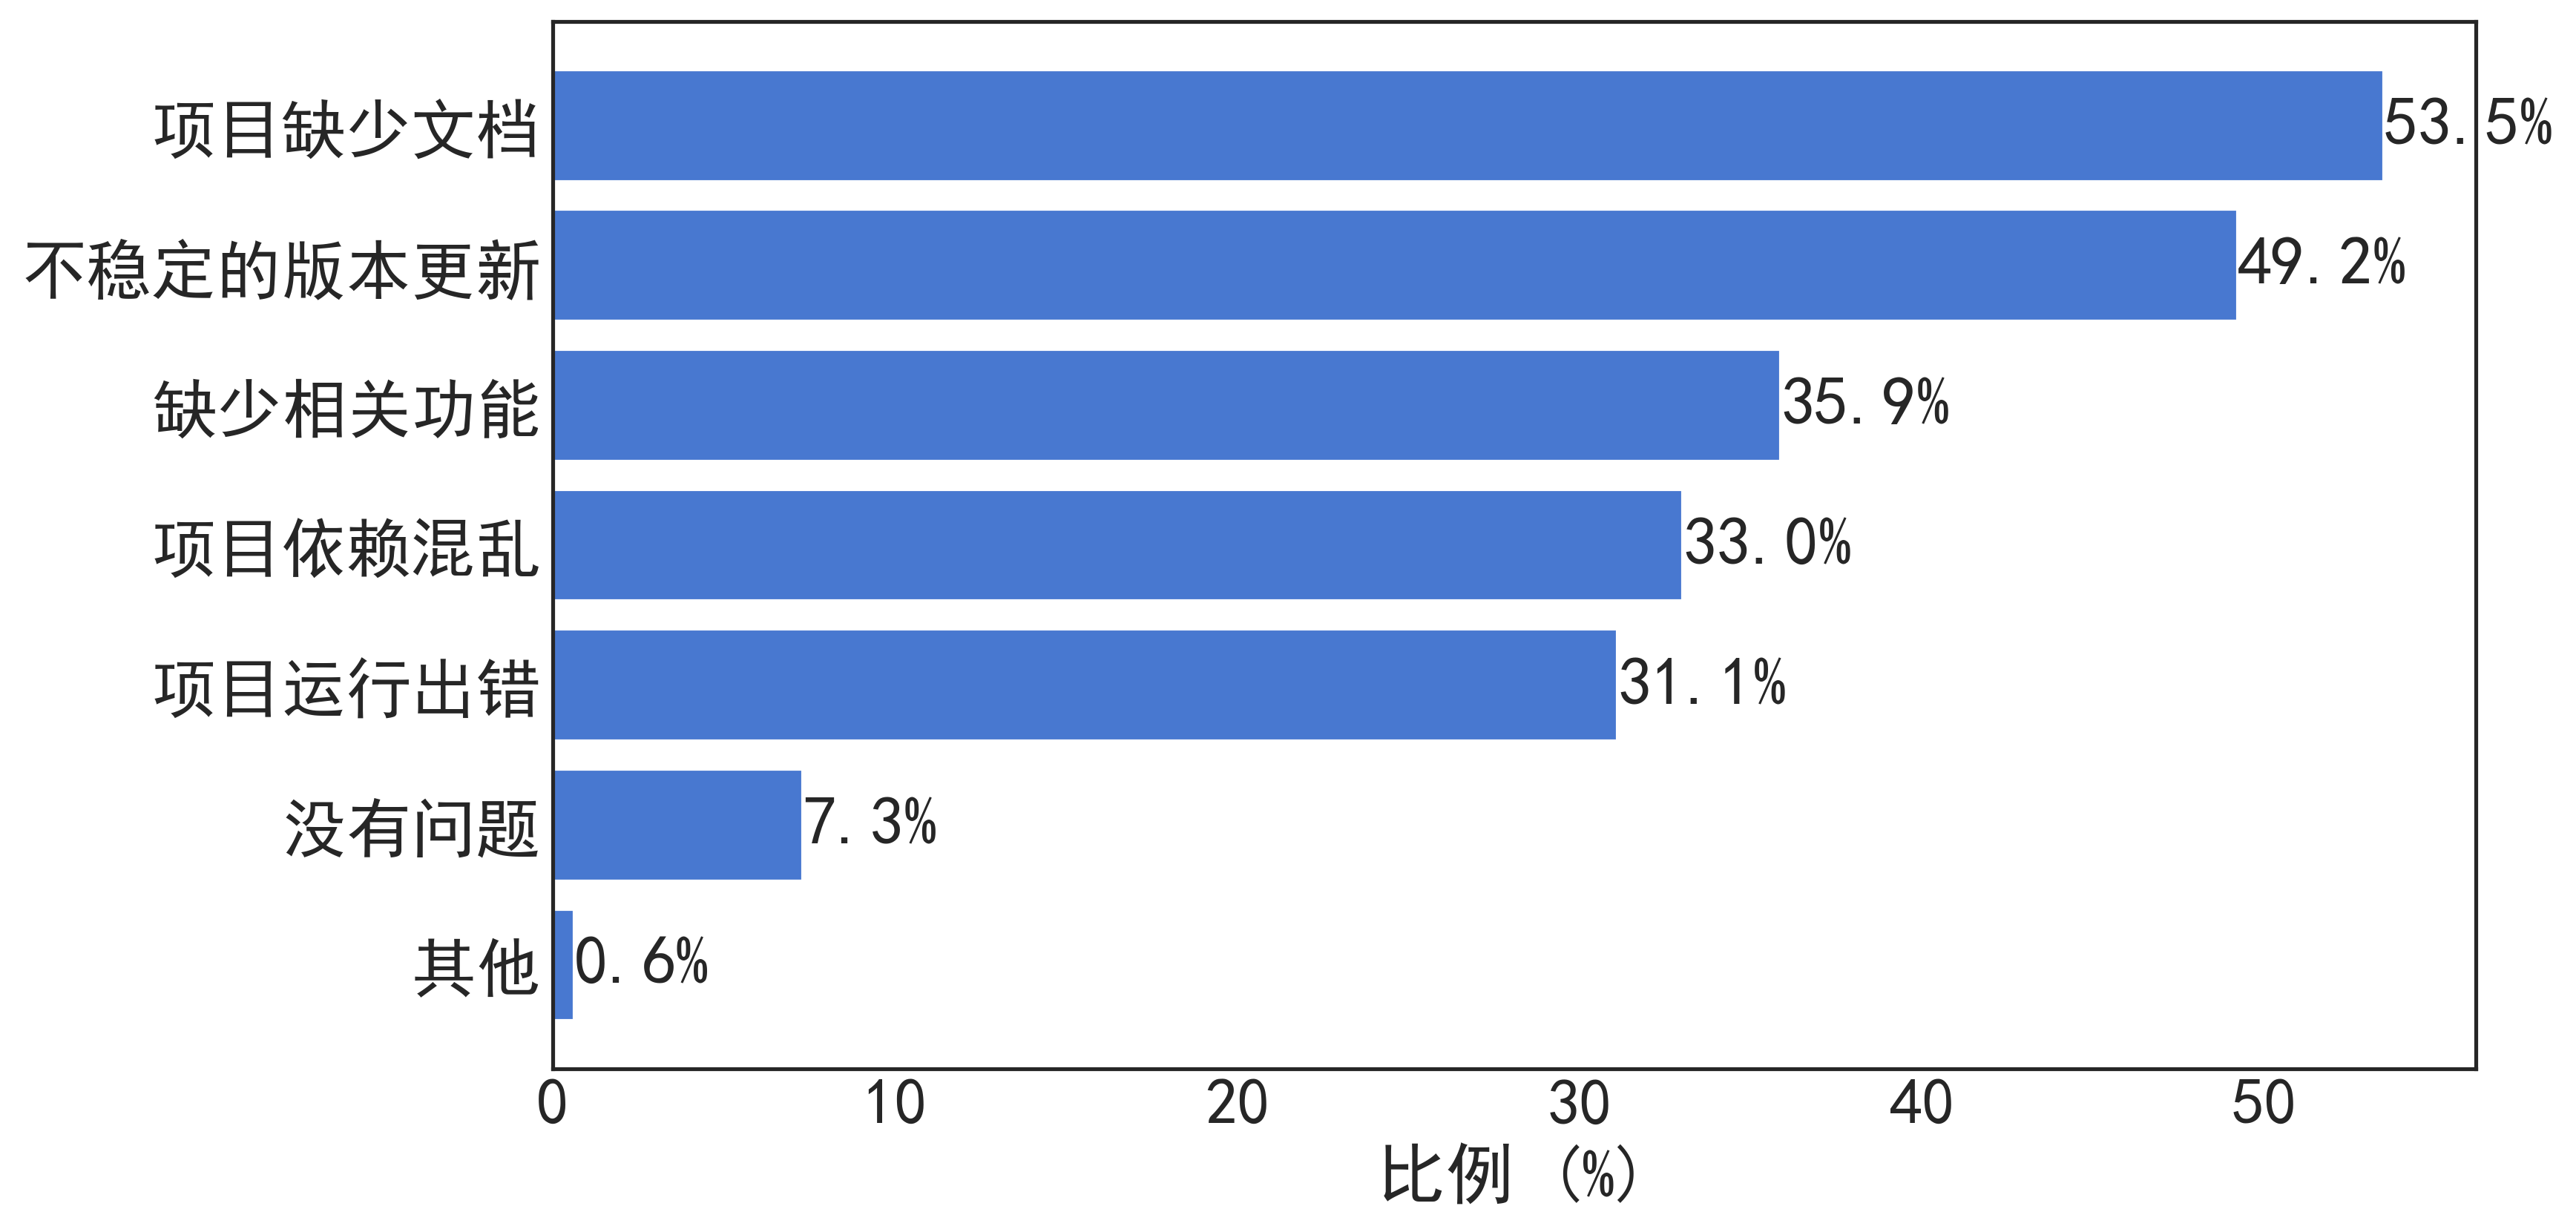 项目缺少文档 53.5%
不稳定的版本更新 49.2%
缺少相关功能 35.9%
项目依赖混乱 33.0%
项目运行出错 31.1%
没有问题 7.3%
其他 0.6%
0 10 20 30 40 50
比例 (%)